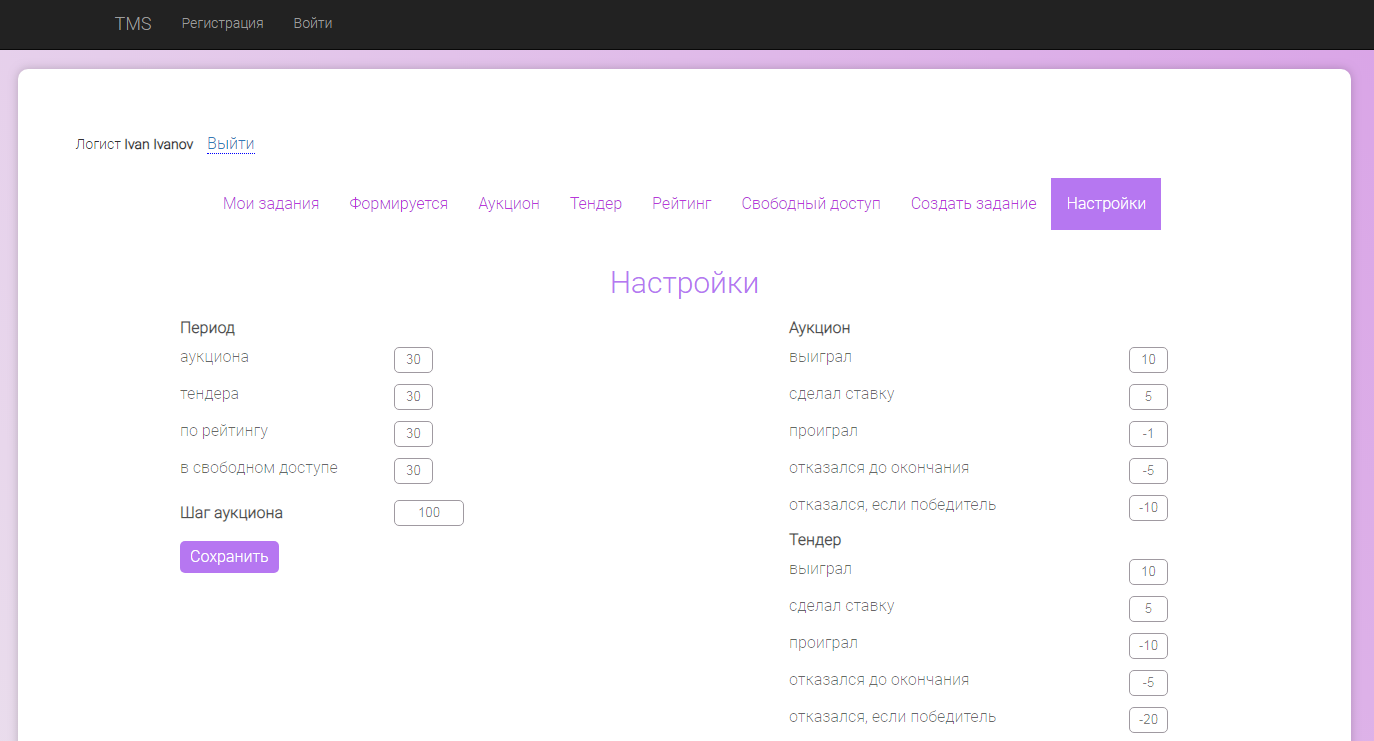 TMS Регистрация Войти
Логист Ivan Ivanov Выйти
Мои задания Формируется Аукцион Тендер Рейтинг Свободный доступ Создать задание Настройки
Настройки
Период
аукциона 30
тендера 30
по рейтингу 30
в свободном доступе 30
Шаг аукциона 100
Сохранить
Аукцион
выиграл 10
сделал ставку 5
проиграл -1
отказался до окончания -5
отказался, если победитель -10
Тендер
выиграл 10
сделал ставку 5
проиграл -10
отказался до окончания -5
отказался, если победитель -20